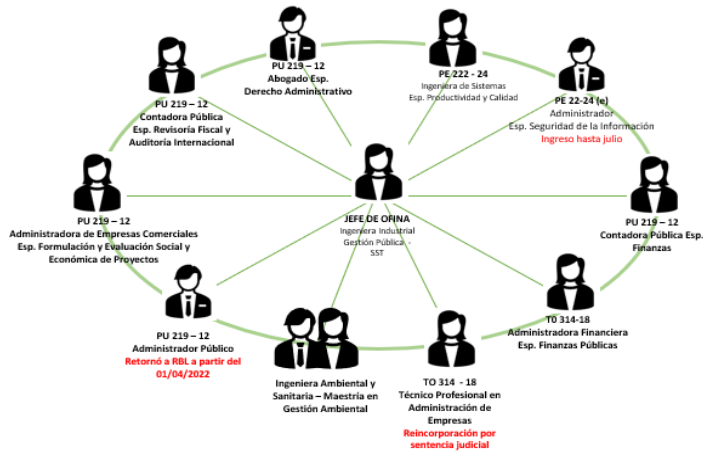 PU 219 – 12
Abogado Esp.
Derecho Administrativo
PE 222 - 24
Ingeniera de Sistemas
Esp. Productividad y Calidad
PU 219 – 12
Contadora Pública
Esp. Revisoría Fiscal y
Auditoría Internacional
PE 22-24 (e)
Administrador
Esp. Seguridad de la Información
Ingreso hasta julio
JEFE DE OFINA
Ingeniera Industrial
Gestión Pública -
SST
PU 219 – 12
Administradora de Empresas Comerciales
Esp. Formulación y Evaluación Social y
Económica de Proyectos
PU 219 – 12
Contadora Pública Esp.
Finanzas
PU 219 – 12
Administrador Público
Retornó a RBL a partir del
01/04/2022
T0 314-18
Administradora Financiera
Esp. Finanzas Públicas
Ingeniera Ambiental y
Sanitaria – Maestría en
Gestión Ambiental
TO 314 - 18
Técnico Profesional en
Administración de
Empresas
Reincorporación por
sentencia judicial